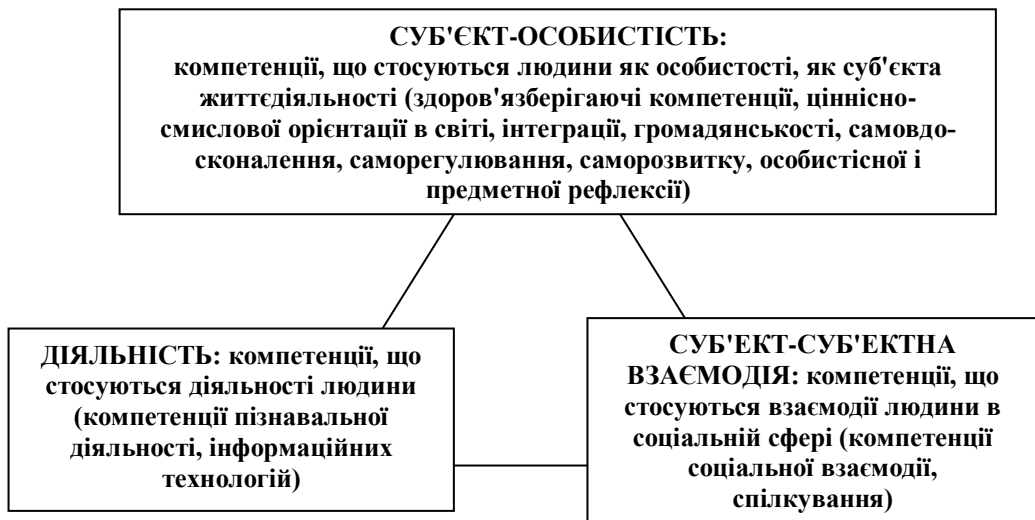 СУБ'ЄКТ-ОСОБИСТІСТЬ:
компетенції, що стосуються людини як особистості, як суб'єкта
життєдіяльності (здоров'язберігаючі компетенції, ціннісно-
смислової орієнтації в світі, інтеграції, громадянськості, самовдо-
сконалення, саморегулювання, саморозвитку, особистісної і
предметної рефлексії)
ДІЯЛЬНІСТЬ: компетенції, що
стосуються діяльності людини
(компетенції пізнавальної
діяльності, інформаційних
технологій)
СУБ'ЕКТ-СУБ'ЕКТНА
ВЗАЄМОДІЯ: компетенції, що
стосуються взаємодії людини в
соціальній сфері (компетенції
соціальної взаємодії,
спілкування)